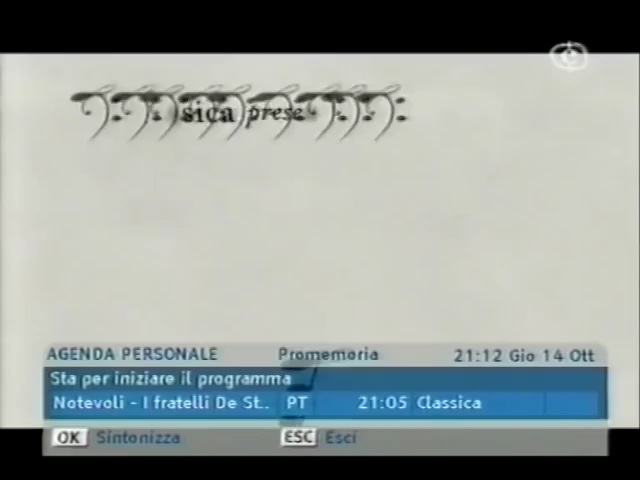 sica prese
AGENDA PERSONALE Promemoria 21:12 Gio 14 Ott
Sta per iniziare il programma
Notevoli - I fratelli De St.. PT 21:05 Classica
OK Sintonizza ESC Esci